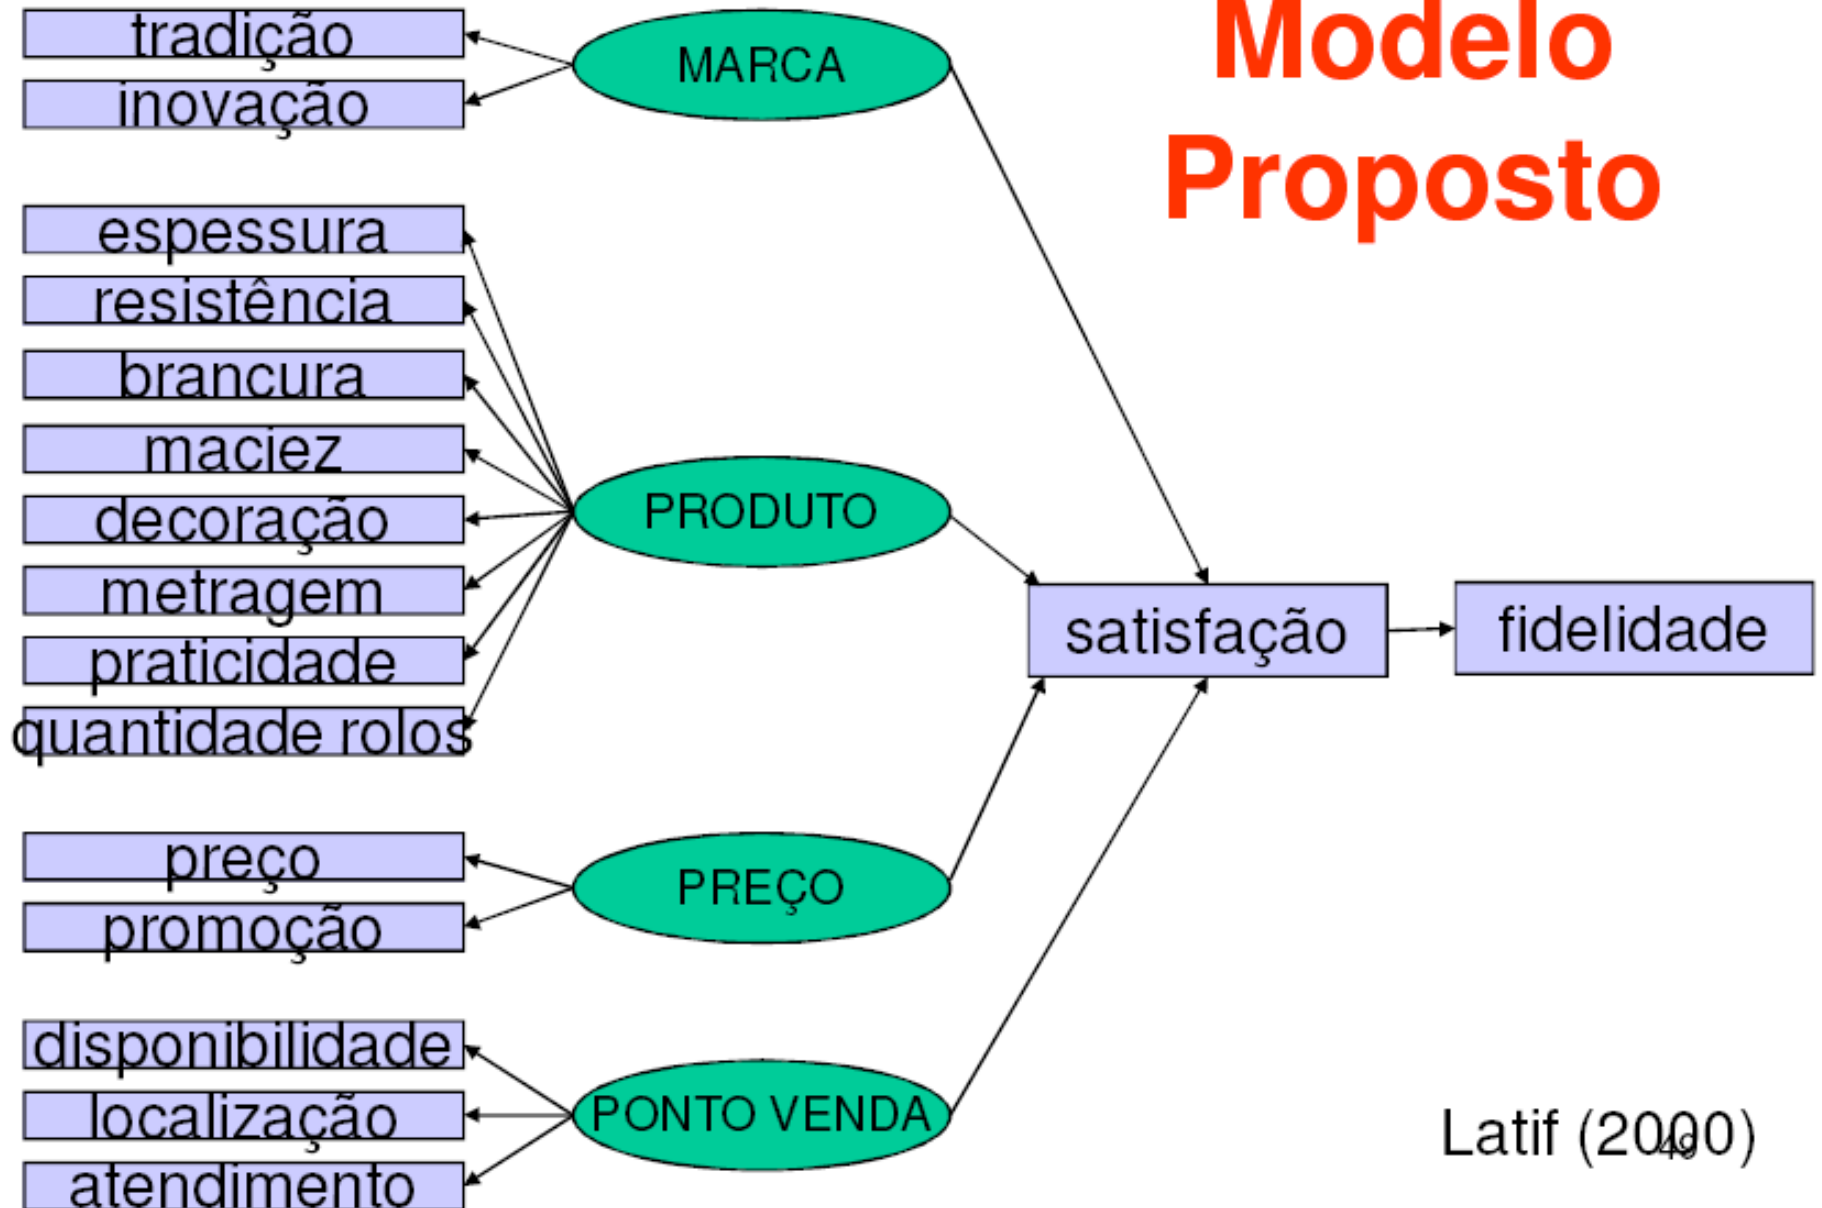 Modelo
Proposto
tradição
inovação
MARCA
espessura
resistência
brancura
maciez
decoração
metragem
praticidade
quantidade rolos
PRODUTO
satisfação
fidelidade
preço
promoção
PREÇO
disponibilidade
localização
atendimento
PONTO VENDA
Latif (2000)
49